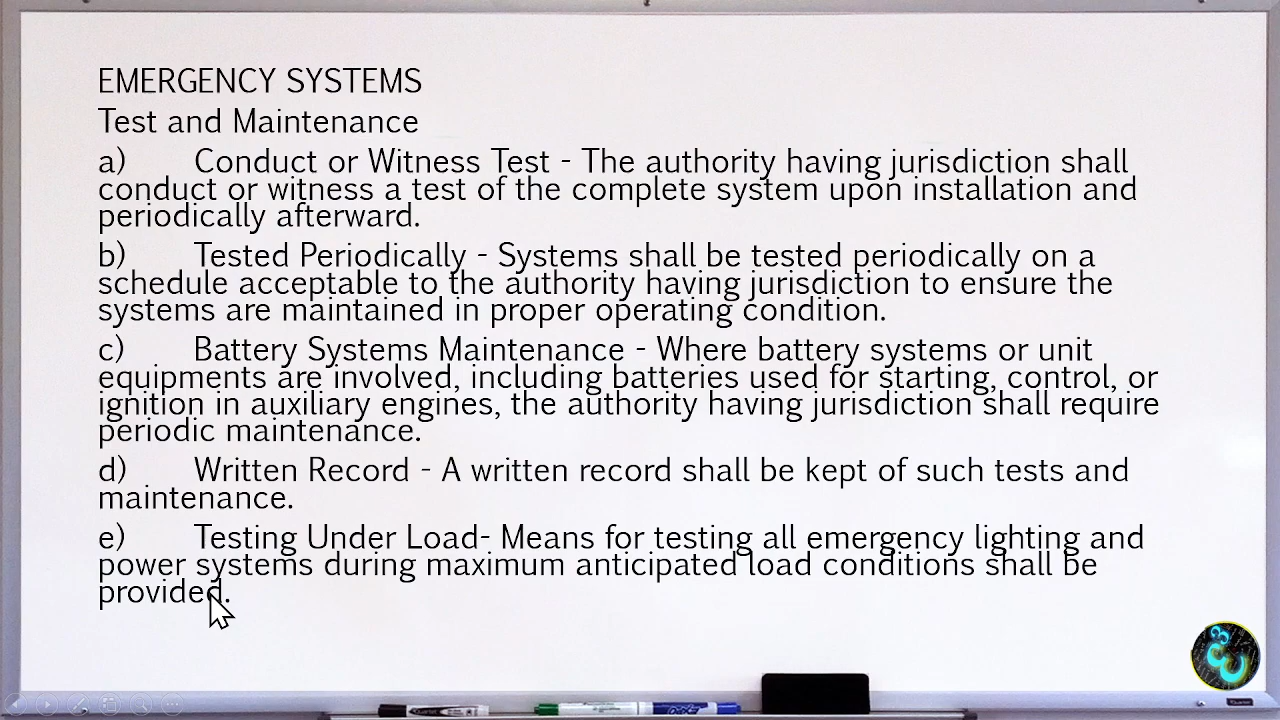 EMERGENCY SYSTEMS
Test and Maintenance
a) Conduct or Witness Test - The authority having jurisdiction shall
conduct or witness a test of the complete system upon installation and
periodically afterward.
b) Tested Periodically - Systems shall be tested periodically on a
schedule acceptable to the authority having jurisdiction to ensure the
systems are maintained in proper operating condition.
c) Battery Systems Maintenance - Where battery systems or unit
equipments are involved, including batteries used for starting, control, or
ignition in auxiliary engines, the authority having jurisdiction shall require
periodic maintenance.
d) Written Record - A written record shall be kept of such tests and
maintenance.
e) Testing Under Load- Means for testing all emergency lighting and
power systems during maximum anticipated load conditions shall be
provided.